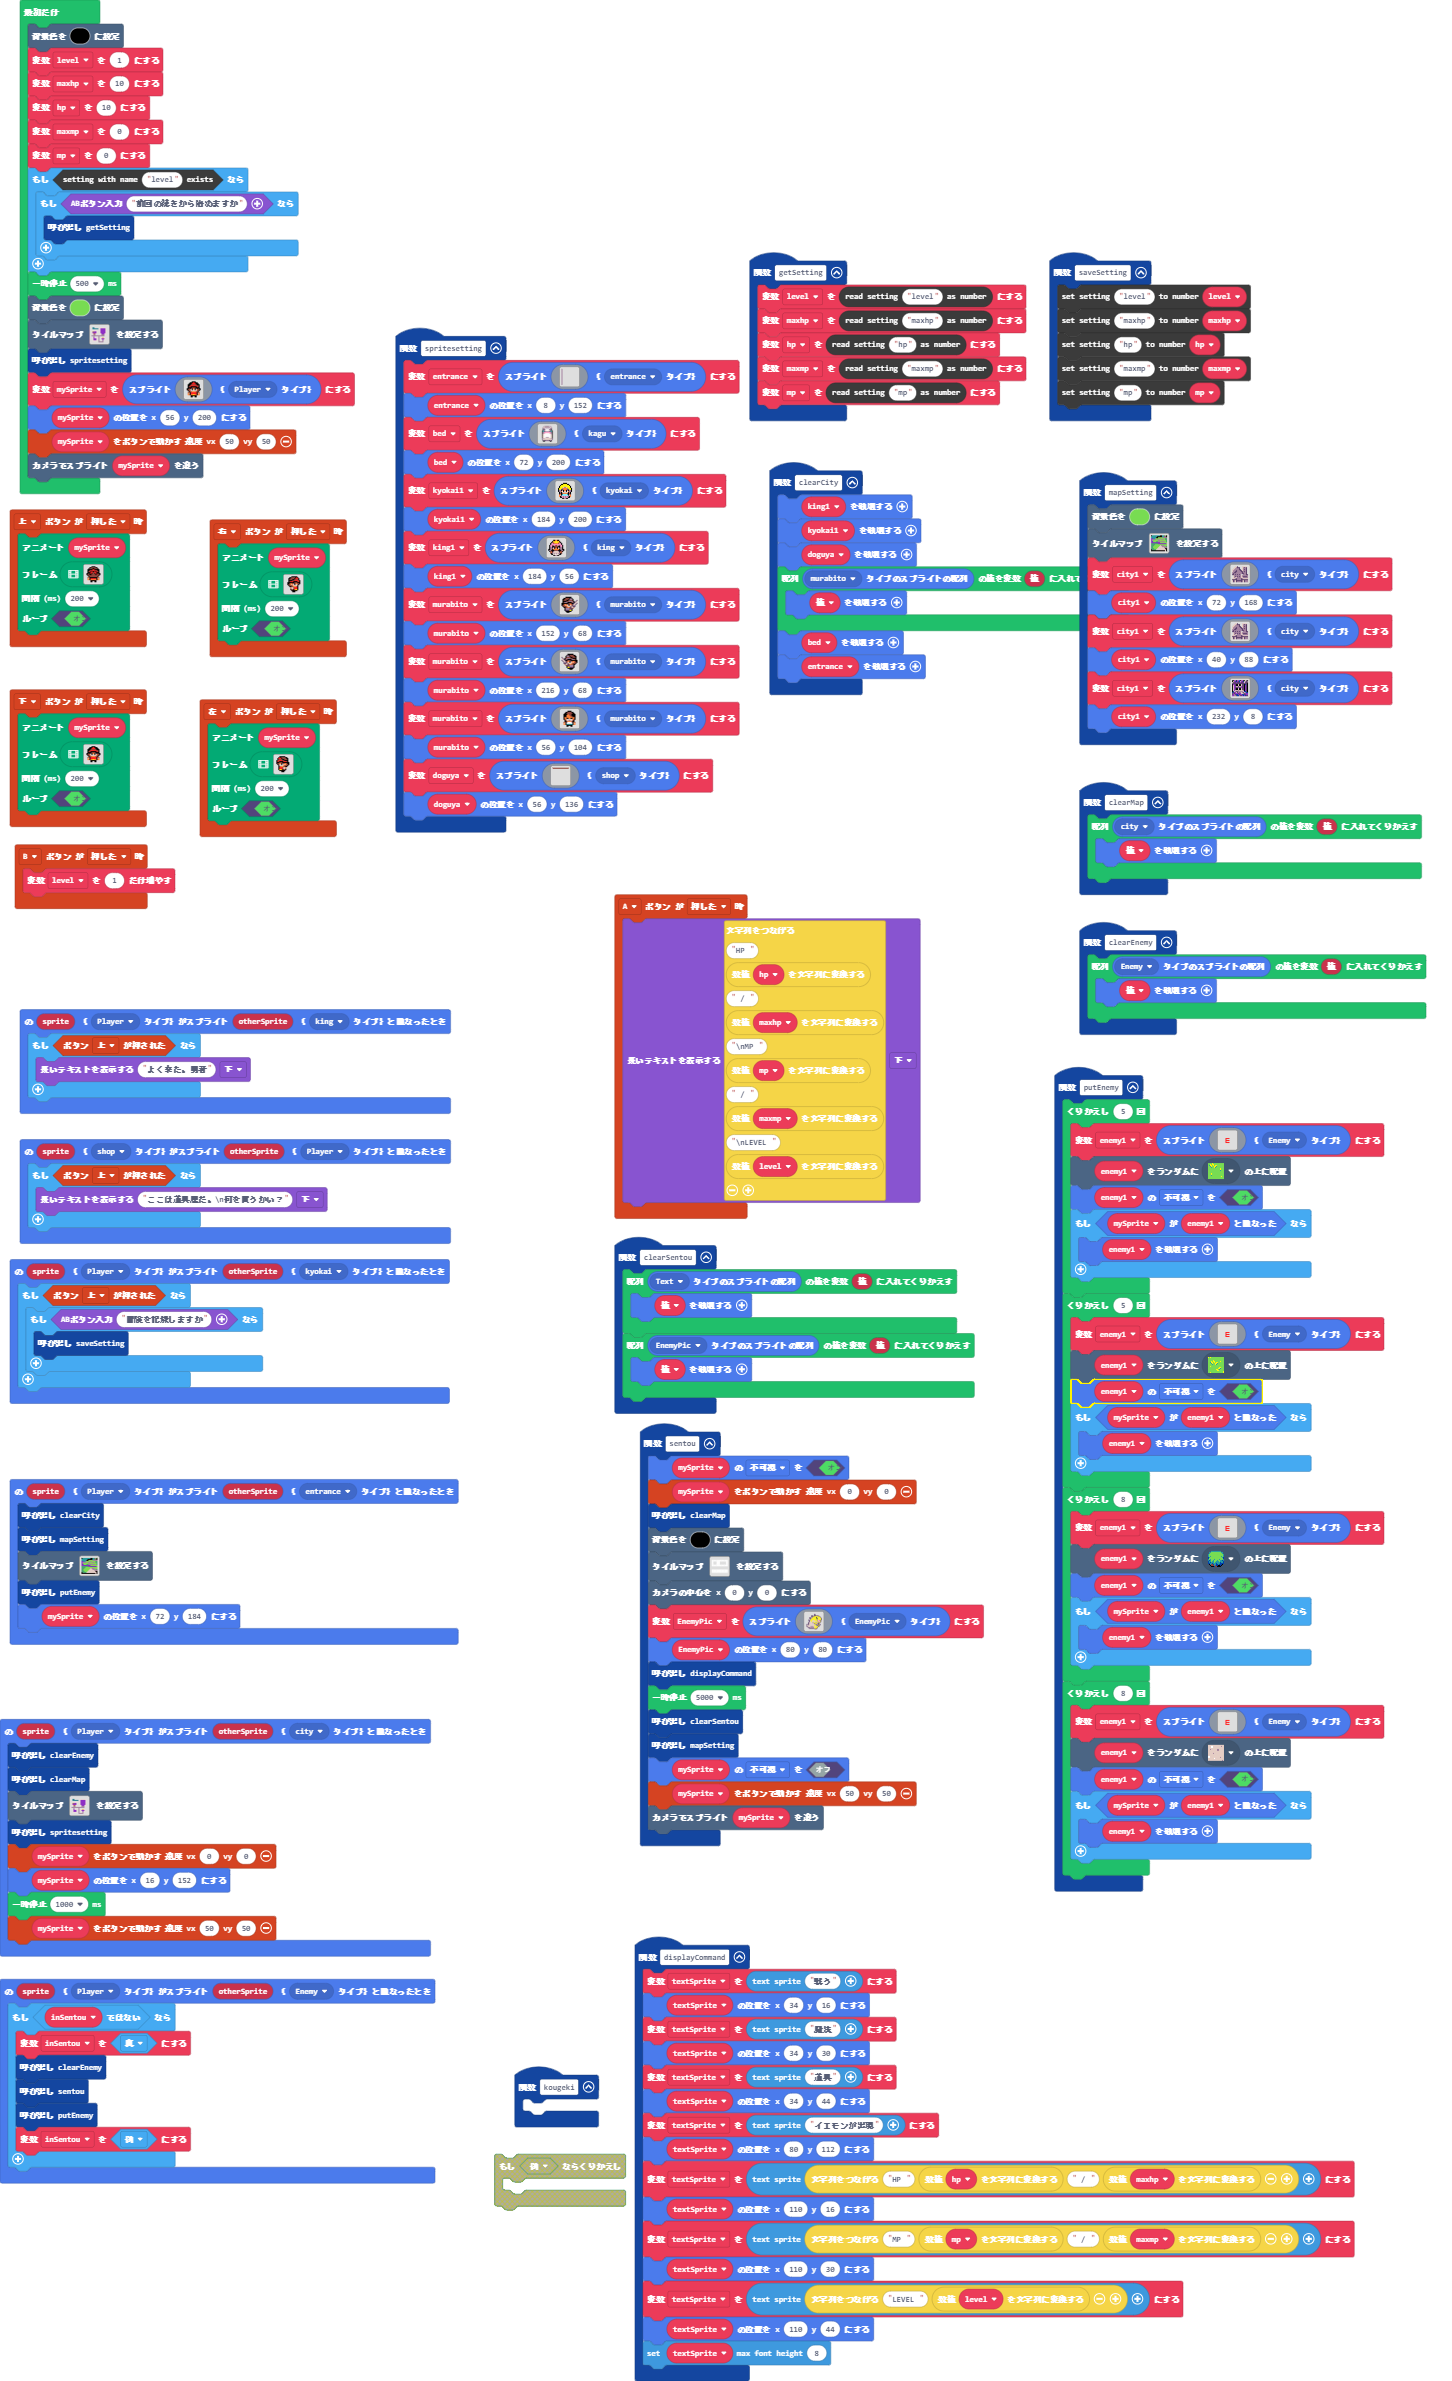 最初だけ
背景色を に設定
変数 level を 1 にする
変数 maxhp を 10 にする
変数 hp を 10 にする
変数 maxmp を 0 にする
変数 mp を 0 にする
もし setting with name "level" exists なら
もし ABボタン入力 "前回の続きから始めますか" なら
呼び出し getSetting
一時停止 500 ms
背景色を に設定
タイルマップ を設定する
呼び出し spritesetting
変数 mySprite を スプライト ( Player タイプ) にする
mySprite の位置を x 56 y 200 にする
mySprite をボタンで動かす 速度 vx 50 vy 50
カメラでスプライト mySprite を追う
上 ボタン が 押した 時
アニメート mySprite
フレーム
間隔 (ms) 200
ループ オ
右 ボタン が 押した 時
アニメート mySprite
フレーム
間隔 (ms) 200
ループ オ
下 ボタン が 押した 時
アニメート mySprite
フレーム
間隔 (ms) 200
ループ オ
左 ボタン が 押した 時
アニメート mySprite
フレーム
間隔 (ms) 200
ループ オ
B ボタン が 押した 時
変数 level を 1 だけ増やす
関数 spritesetting
変数 entrance を スプライト ( entrance タイプ) にする
entrance の位置を x 8 y 152 にする
変数 bed を スプライト ( kagu タイプ) にする
bed の位置を x 72 y 200 にする
変数 kyokai1 を スプライト ( kyokai タイプ) にする
kyokai1 の位置を x 184 y 200 にする
変数 king1 を スプライト ( king タイプ) にする
king1 の位置を x 184 y 56 にする
変数 murabito を スプライト ( murabito タイプ) にする
murabito の位置を x 152 y 68 にする
変数 murabito を スプライト ( murabito タイプ) にする
murabito の位置を x 216 y 68 にする
変数 murabito を スプライト ( murabito タイプ) にする
murabito の位置を x 56 y 104 にする
変数 doguya を スプライト ( shop タイプ) にする
doguya の位置を x 56 y 136 にする
関数 getSetting
変数 level を read setting "level" as number にする
変数 maxhp を read setting "maxhp" as number にする
変数 hp を read setting "hp" as number にする
変数 maxmp を read setting "maxmp" as number にする
変数 mp を read setting "mp" as number にする
関数 saveSetting
set setting "level" to number level
set setting "maxhp" to number maxhp
set setting "hp" to number hp
set setting "maxmp" to number maxmp
set setting "mp" to number mp
関数 clearCity
king1 を破壊する
kyokai1 を破壊する
doguya を破壊する
配列 murabito タイプのスプライトの配列 の値を変数 値 に入れて
値 を破壊する
bed を破壊する
entrance を破壊する
関数 mapSetting
背景色を に設定
タイルマップ を設定する
変数 city1 を スプライト ( city タイプ) にする
city1 の位置を x 72 y 168 にする
変数 city1 を スプライト ( city タイプ) にする
city1 の位置を x 40 y 88 にする
変数 city1 を スプライト ( city タイプ) にする
city1 の位置を x 232 y 8 にする
関数 clearMap
配列 city タイプのスプライトの配列 の値を変数 値 に入れてくりかえす
値 を破壊する
関数 clearEnemy
配列 Enemy タイプのスプライトの配列 の値を変数 値 に入れてくりかえす
値 を破壊する
A ボタン が 押した 時
長いテキストを表示する 文字列をつなげる 下
"HP "
数値 hp を文字列に変換する
" / "
数値 maxhp を文字列に変換する
"\nMP "
数値 mp を文字列に変換する
" / "
数値 maxmp を文字列に変換する
"\nLEVEL "
数値 level を文字列に変換する
の sprite ( Player タイプ) がスプライト otherSprite ( king タイプ) と重なったとき
もし ボタン 上 が押された なら
長いテキストを表示する "よく来た。勇者" 下
の sprite ( shop タイプ) がスプライト otherSprite ( Player タイプ) と重なったとき
もし ボタン 上 が押された なら
長いテキストを表示する "ここは道具屋だ。\n何を買うかい？" 下
の sprite ( Player タイプ) がスプライト otherSprite ( kyokai タイプ) と重なったとき
もし ボタン 上 が押された なら
もし ABボタン入力 "冒険を記録しますか" なら
呼び出し saveSetting
の sprite ( Player タイプ) がスプライト otherSprite ( entrance タイプ) と重なったとき
呼び出し clearCity
呼び出し mapSetting
タイルマップ を設定する
呼び出し putEnemy
mySprite の位置を x 72 y 184 にする
の sprite ( Player タイプ) がスプライト otherSprite ( city タイプ) と重なったとき
呼び出し clearEnemy
呼び出し clearMap
タイルマップ を設定する
呼び出し spritesetting
mySprite をボタンで動かす 速度 vx 0 vy 0
mySprite の位置を x 16 y 152 にする
一時停止 1000 ms
mySprite をボタンで動かす 速度 vx 50 vy 50
の sprite ( Player タイプ) がスプライト otherSprite ( Enemy タイプ) と重なったとき
もし inSentou ではない なら
変数 inSentou を 真 にする
呼び出し clearEnemy
呼び出し sentou
呼び出し putEnemy
変数 inSentou を 偽 にする
関数 clearSentou
配列 Text タイプのスプライトの配列 の値を変数 値 に入れてくりかえす
値 を破壊する
配列 EnemyPic タイプのスプライトの配列 の値を変数 値 に入れてくりかえす
値 を破壊する
関数 sentou
mySprite の 不可視 を オ
mySprite をボタンで動かす 速度 vx 0 vy 0
呼び出し clearMap
背景色を に設定
タイルマップ を設定する
カメラの中心を x 0 y 0 にする
変数 EnemyPic を スプライト ( EnemyPic タイプ) にする
EnemyPic の位置を x 80 y 80 にする
呼び出し displayCommand
一時停止 5000 ms
呼び出し clearSentou
呼び出し mapSetting
mySprite の 不可視 を オフ
mySprite をボタンで動かす 速度 vx 50 vy 50
カメラでスプライト mySprite を追う
関数 putEnemy
くりかえし 5 回
変数 enemy1 を スプライト E ( Enemy タイプ) にする
enemy1 をランダムに の上に配置
enemy1 の 不可視 を オ
もし mySprite が enemy1 と重なった なら
enemy1 を破壊する
くりかえし 5 回
変数 enemy1 を スプライト E ( Enemy タイプ) にする
enemy1 をランダムに の上に配置
enemy1 の 不可視 を オ
もし mySprite が enemy1 と重なった なら
enemy1 を破壊する
くりかえし 8 回
変数 enemy1 を スプライト E ( Enemy タイプ) にする
enemy1 をランダムに の上に配置
enemy1 の 不可視 を オ
もし mySprite が enemy1 と重なった なら
enemy1 を破壊する
くりかえし 8 回
変数 enemy1 を スプライト E ( Enemy タイプ) にする
enemy1 をランダムに の上に配置
enemy1 の 不可視 を オ
もし mySprite が enemy1 と重なった なら
enemy1 を破壊する
関数 kougeki
もし 偽 ならくりかえし
関数 displayCommand
変数 textSprite を text sprite "戦う" にする
textSprite の位置を x 34 y 16 にする
変数 textSprite を text sprite "魔法" にする
textSprite の位置を x 34 y 30 にする
変数 textSprite を text sprite "道具" にする
textSprite の位置を x 34 y 44 にする
変数 textSprite を text sprite "イエモンが出現" にする
textSprite の位置を x 80 y 112 にする
変数 textSprite を text sprite 文字列をつなげる "HP " 数値 hp を文字列に変換する " / " 数値 maxhp を文字列に変換する にする
textSprite の位置を x 110 y 16 にする
変数 textSprite を text sprite 文字列をつなげる "MP " 数値 mp を文字列に変換する " / " 数値 maxmp を文字列に変換する にする
textSprite の位置を x 110 y 30 にする
変数 textSprite を text sprite 文字列をつなげる "LEVEL " 数値 level を文字列に変換する にする
textSprite の位置を x 110 y 44 にする
set textSprite max font height 8